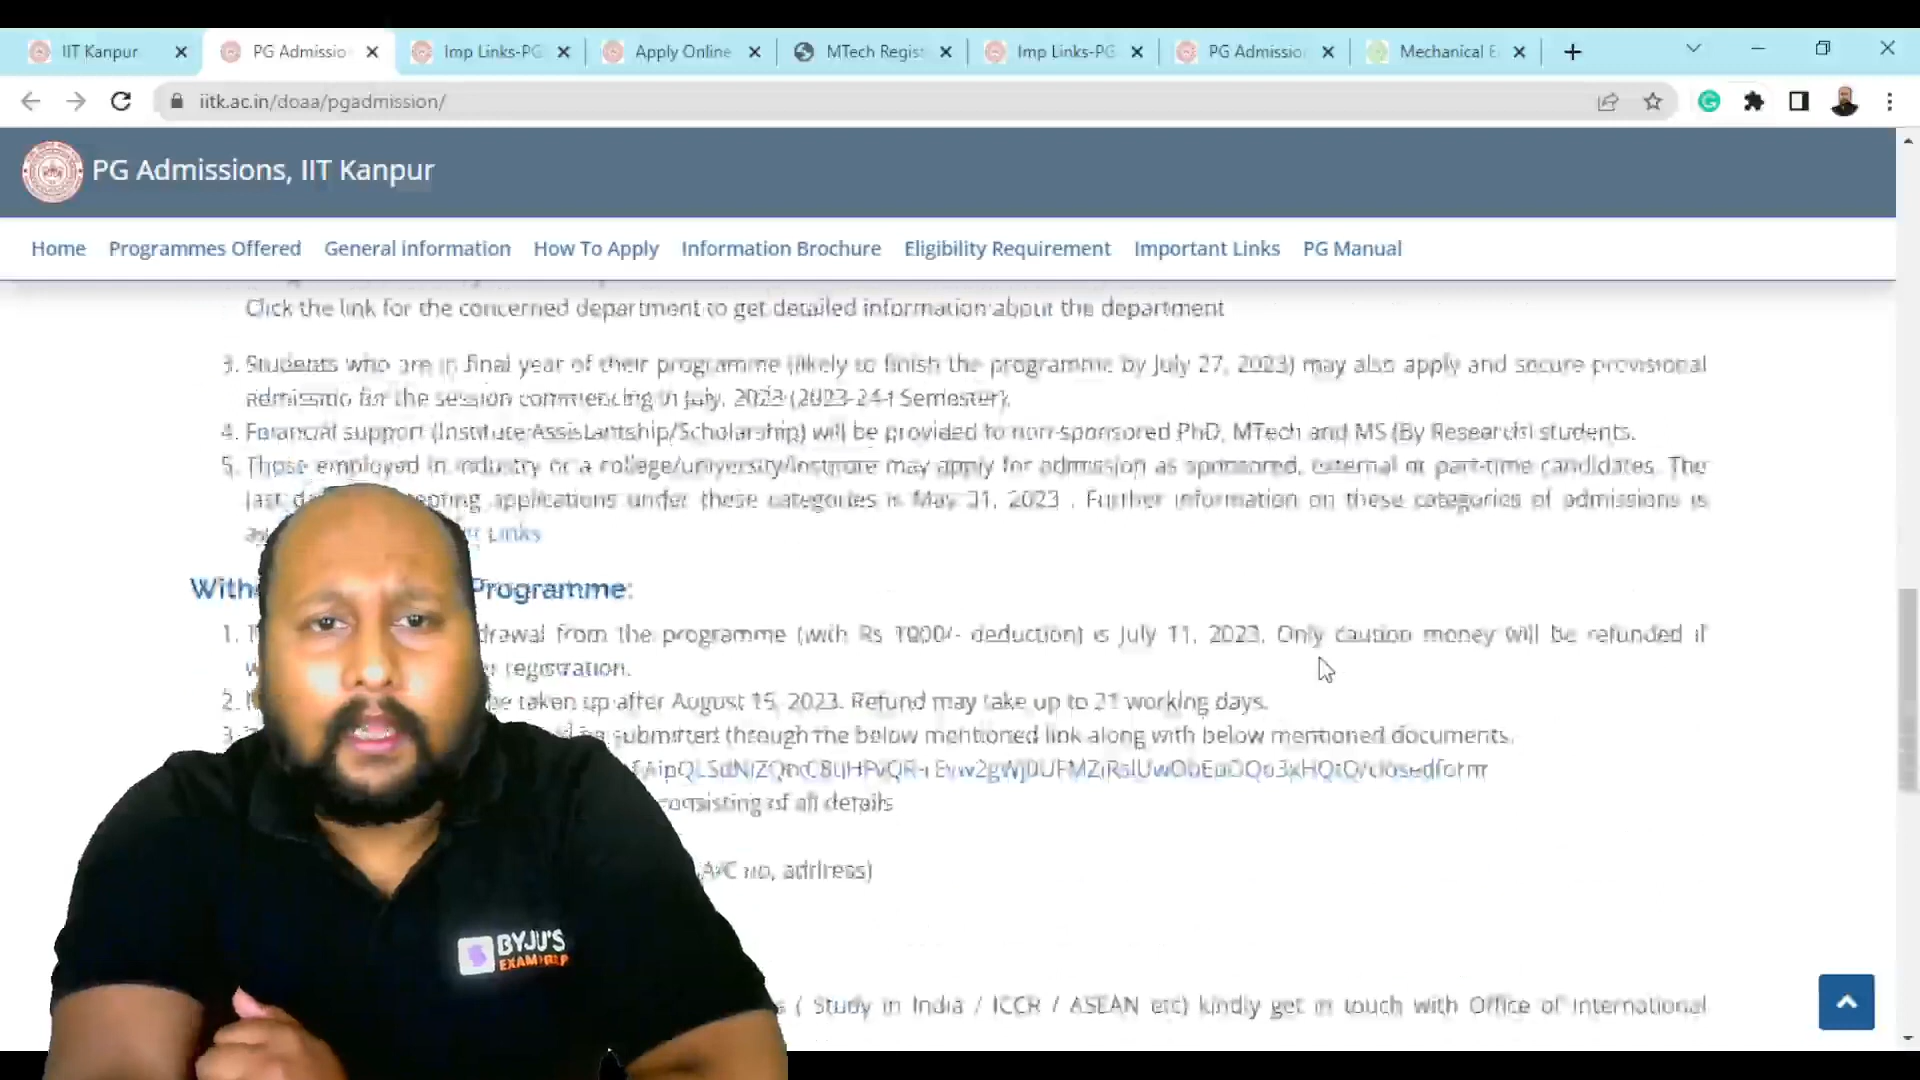 IIT Kanpur
PG Admissio
Imp Links-PG
Apply Online
MTech Regist
Imp Links-PG
PG Admissio
Mechanical E
iitk.ac.in/doaa/pgadmission/
PG Admissions, IIT Kanpur
Home Programmes Offered General information How To Apply Information Brochure Eligibility Requirement Important Links PG Manual
Click the link for the concerned department to get detailed information about the department
3. Students who are in final year of their programme (likely to finish the programme by July 27, 2023) may also apply and secure provisional
admission for the session commencing in July, 2023 (2023-24-I Semester).
4. Financial support (Institute Assistantship/Scholarship) will be provided to non-sponsored PhD, MTech and MS (By Research) students.
5. Those employed in industry or a college/university/institute may apply for admission as sponsored, external or part-time candidates. The
last applications under these categories is May 31, 2023 . Further information on these categories of admissions is
Links
Programme:
1. from the programme (with Rs 1000/- deduction) is July 11, 2023. Only caution money will be refunded if
registration.
2. taken up after August 15, 2023. Refund may take up to 21 working days.
3. submitted through the below mentioned link along with below mentioned documents.
/closedform
consisting of all details
A/C no, address)
( Study in India / ICCR / ASEAN etc) kindly get in touch with Office of International
BYJU'S
EXAM PREP